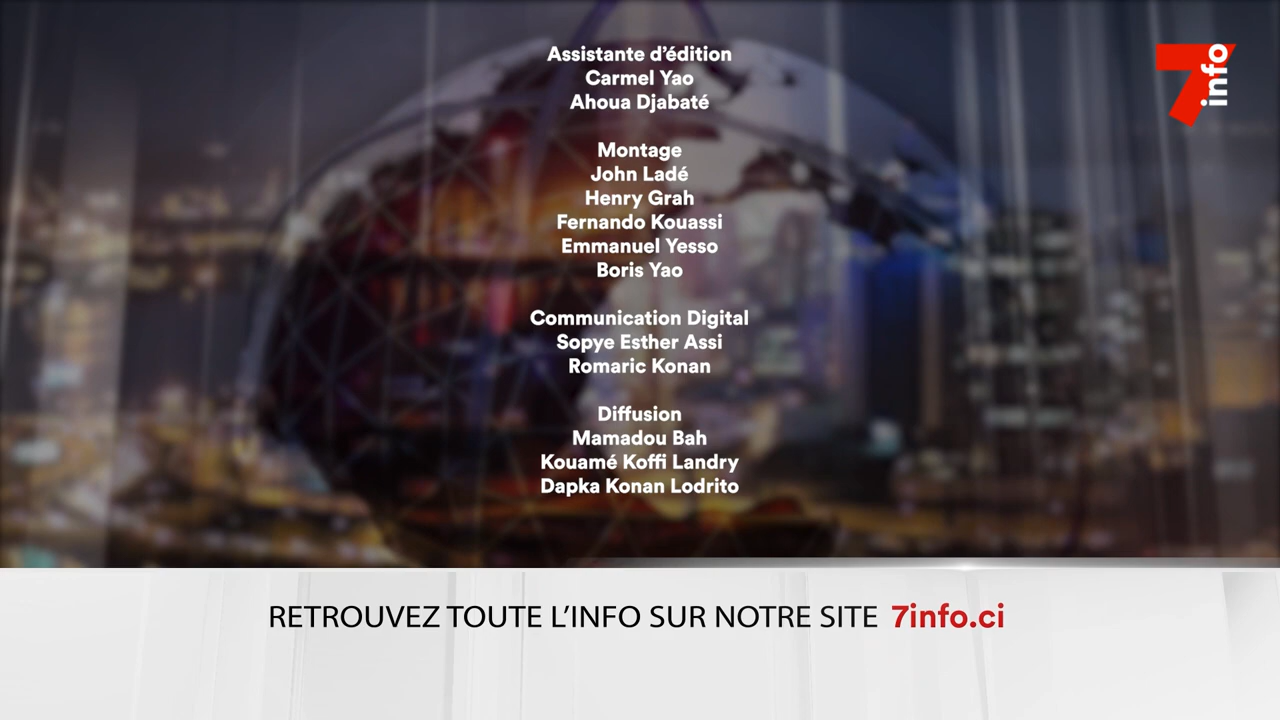 Assistante d'édition
Carmel Yao
Ahoua Djabaté
Montage
John Ladé
Henry Grah
Fernando Kouassi
Emmanuel Yesso
Boris Yao
Communication Digital
Sopye Esther Assi
Romaric Konan
Diffusion
Mamadou Bah
Kouamé Koffi Landry
Dapka Konan Lodrito
7info
RETROUVEZ TOUTE L'INFO SUR NOTRE SITE 7info.ci